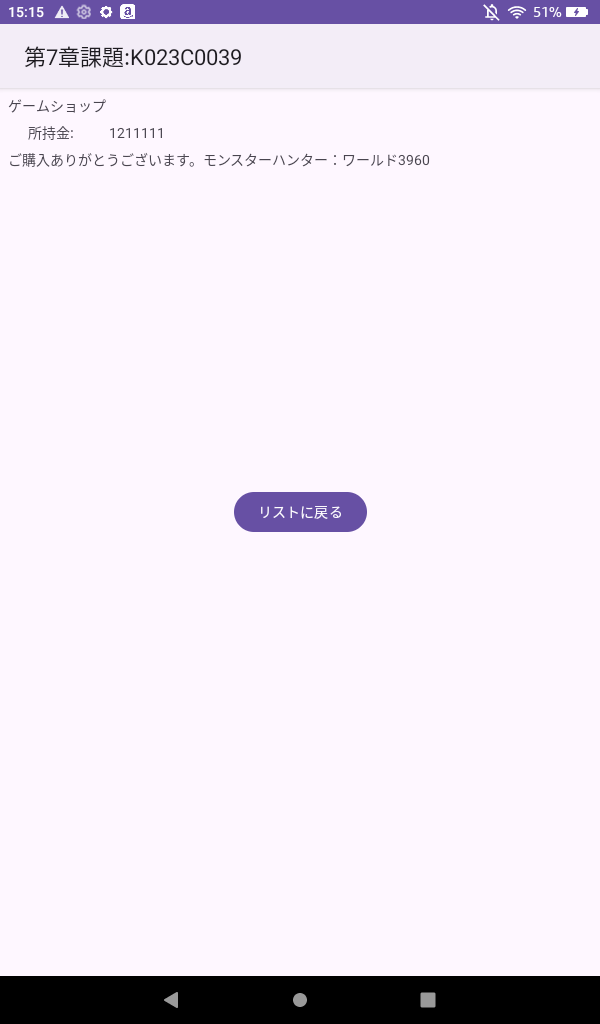 15:15 a 51%
第7章課題:K023C0039
ゲームショップ
所持金: 1211111
ご購入ありがとうございます。モンスターハンター：ワールド3960
リストに戻る